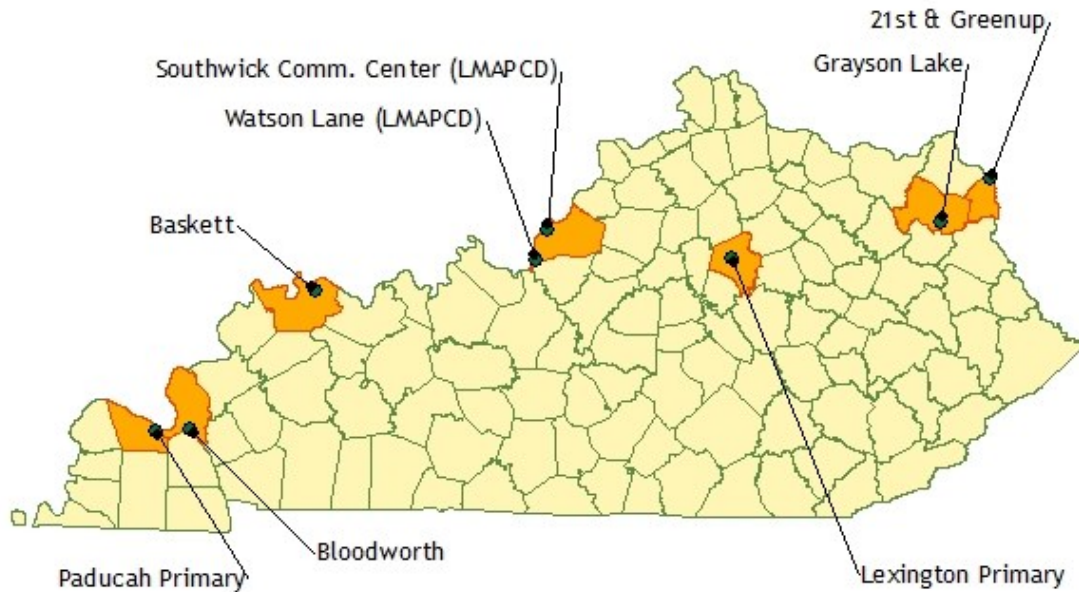 21st & Greenup
Southwick Comm. Center (LMAPCD)
Grayson Lake
Watson Lane (LMAPCD)
Baskett
Bloodworth
Paducah Primary
Lexington Primary